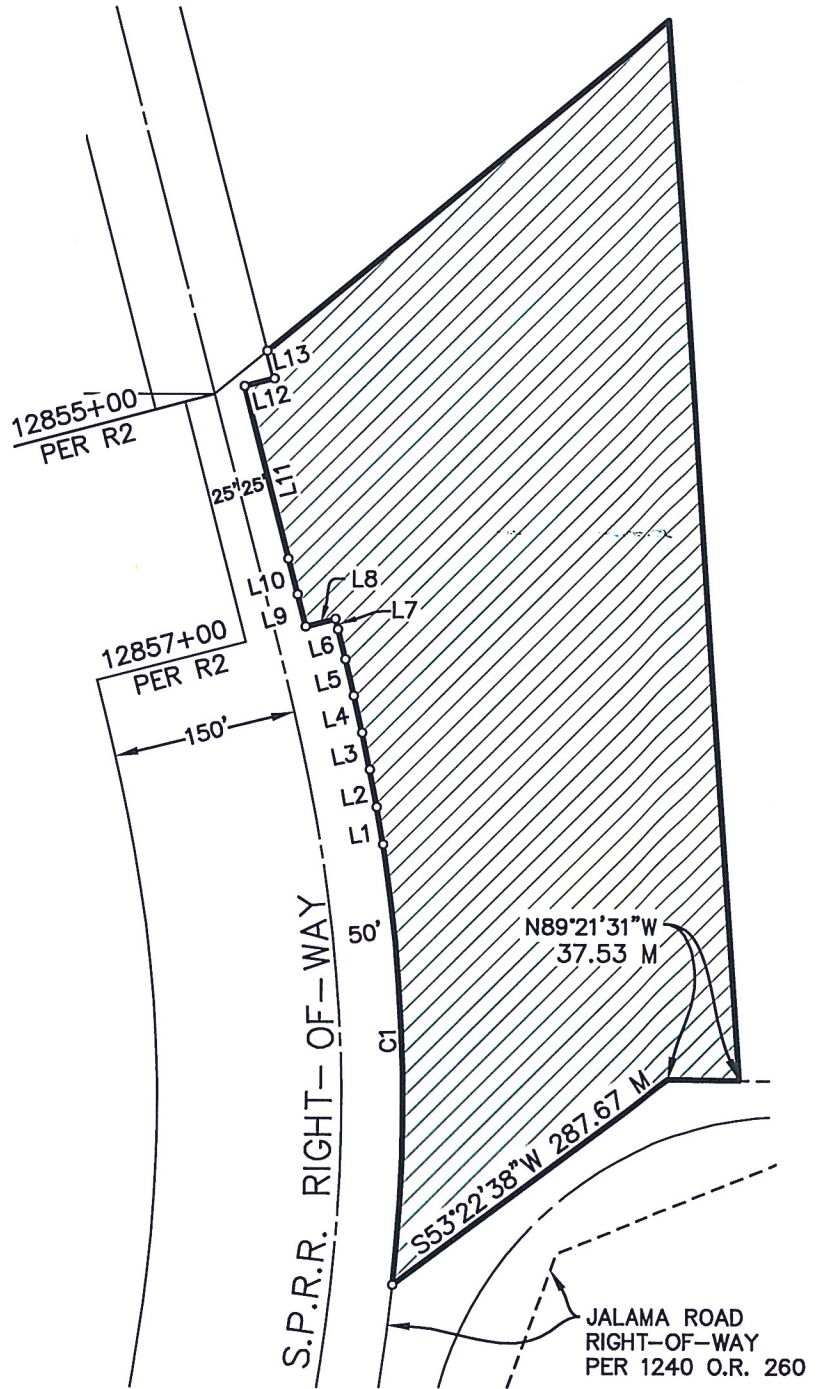 L13
12855+00
PER R2
L12
25' 25'
L11
L10
L8
L9
L7
L6
12857+00
PER R2
L5
L4
150'
L3
L2
L1
50'
N89°21'31"W
37.53 M
C1
S.P.R.R. RIGHT-OF-WAY
S53°22'38"W 287.67 M
JALAMA ROAD
RIGHT-OF-WAY
PER 1240 O.R. 260